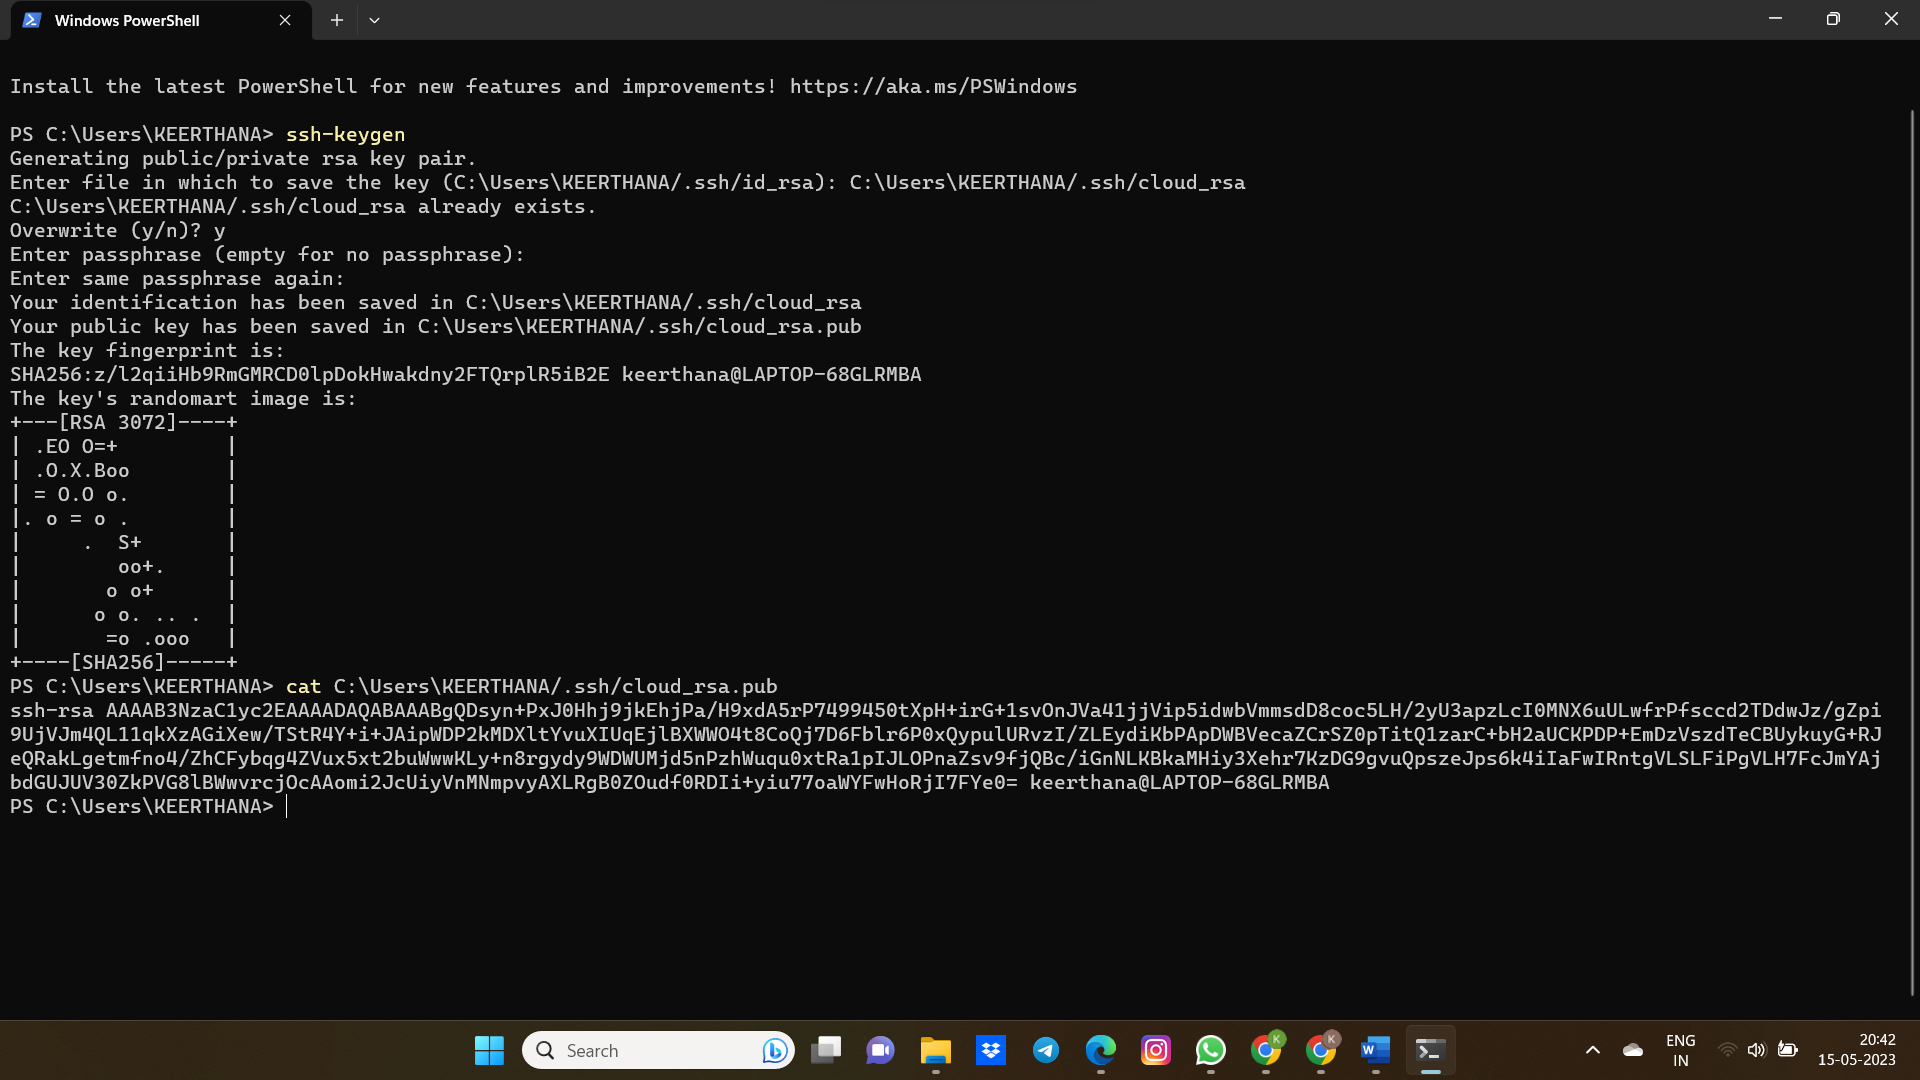 Windows PowerShell
Install the latest PowerShell for new features and improvements! https://aka.ms/PSWindows
PS C:\Users\KEERTHANA> ssh-keygen
Generating public/private rsa key pair.
Enter file in which to save the key (C:\Users\KEERTHANA/.ssh/id_rsa): C:\Users\KEERTHANA/.ssh/cloud_rsa
C:\Users\KEERTHANA/.ssh/cloud_rsa already exists.
Overwrite (y/n)? y
Enter passphrase (empty for no passphrase):
Enter same passphrase again:
Your identification has been saved in C:\Users\KEERTHANA/.ssh/cloud_rsa
Your public key has been saved in C:\Users\KEERTHANA/.ssh/cloud_rsa.pub
The key fingerprint is:
SHA256:z/l2qiiHb9RmGMRCD0lpDokHwakdny2FTQrplR5iB2E keerthana@LAPTOP-68GLRMBA
The key's randomart image is:
+---[RSA 3072]----+
| .EO O=+         |
| .O.X.Boo        |
| = O.O o.        |
|. o = o .        |
|     .  S+       |
|        oo+.     |
|       o o+      |
|      o o. .. .  |
|       =o .ooo   |
+----[SHA256]-----+
PS C:\Users\KEERTHANA> cat C:\Users\KEERTHANA/.ssh/cloud_rsa.pub
ssh-rsa AAAAB3NzaC1yc2EAAAADAQABAAABgQDsyn+PxJ0Hhj9jkEhjPa/H9xdA5rP7499450tXpH+irG+1svOnJVa41jjVip5idwbVmmsdD8coc5LH/2yU3apzLcI0MNX6uULwfrPfsccd2TDdwJz/gZpi
9UjVJm4QL11qkXzAGiXew/TStR4Y+i+JAipWDP2kMDXltYvuXIUqEjlBXWWO4t8CoQj7D6Fblr6P0xQypulURvzI/ZLEydiKbPApDWBVecaZCrSZ0pTitQ1zarC+bH2aUCKPDP+EmDzVszdTeCBUykuyG+RJ
eQRakLgetmfno4/ZhCFybqg4ZVux5xt2buWwwKLy+n8rgydy9WDWUMjd5nPzhWuqu0xtRa1pIJLOPnaZsv9fjQBc/iGnNLKBkaMHiy3Xehr7KzDG9gvuQpszeJps6k4iIaFwIRntgVLSLFiPgVLH7FcJmYAj
bdGUJUV30ZkPVG8lBWwvrcjOcAAomi2JcUiyVnMNmpvyAXLRgB0ZOudf0RDIi+yiu77oaWYFwHoRjI7FYe0= keerthana@LAPTOP-68GLRMBA
PS C:\Users\KEERTHANA>
Search
K
K
W
ENG
IN
20:42
15-05-2023